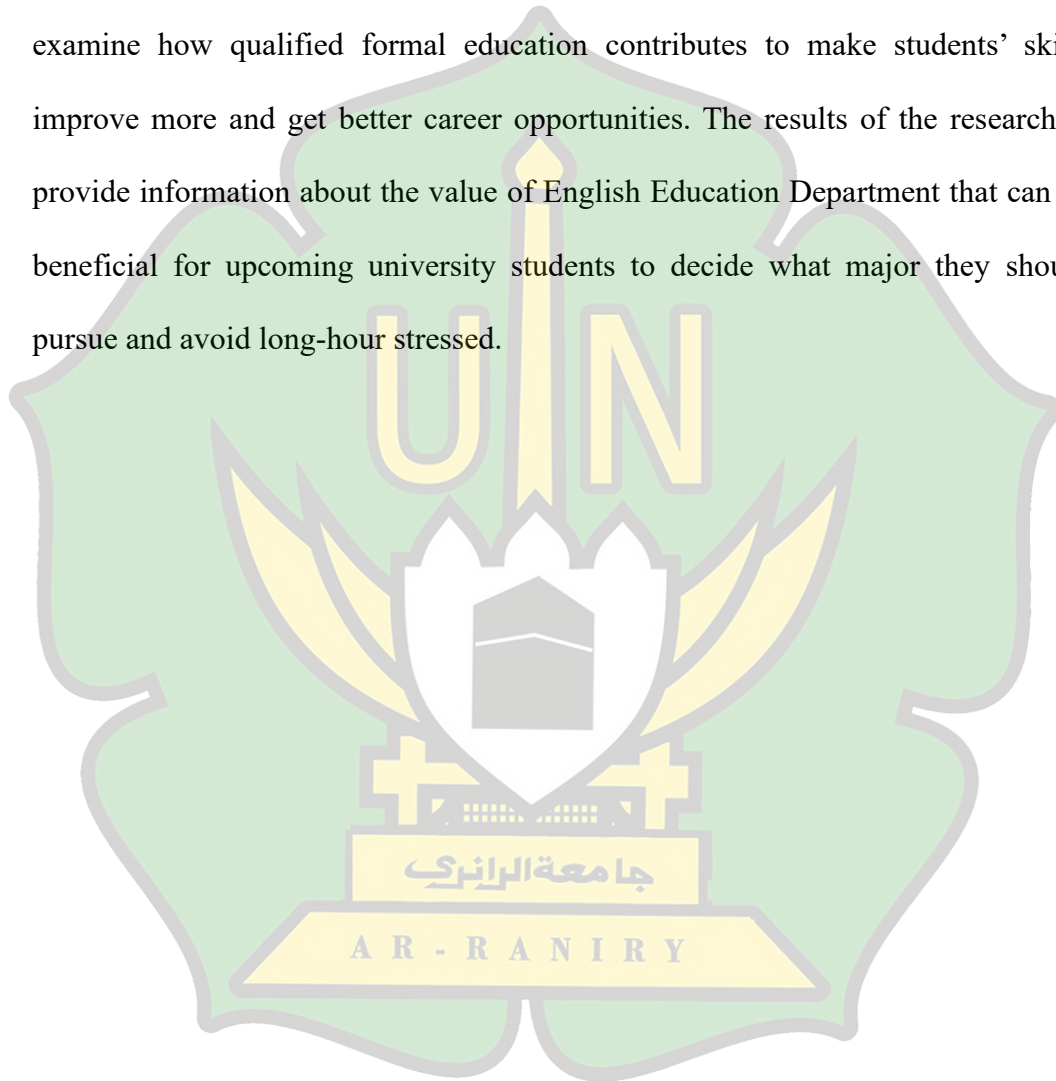 examine how qualified formal education contributes to make students’ ski
improve more and get better career opportunities. The results of the research
provide information about the value of English Education Department that can
beneficial for upcoming university students to decide what major they shou
pursue and avoid long-hour stressed.
UIN
جامعةالرانري
AR-RANIRY